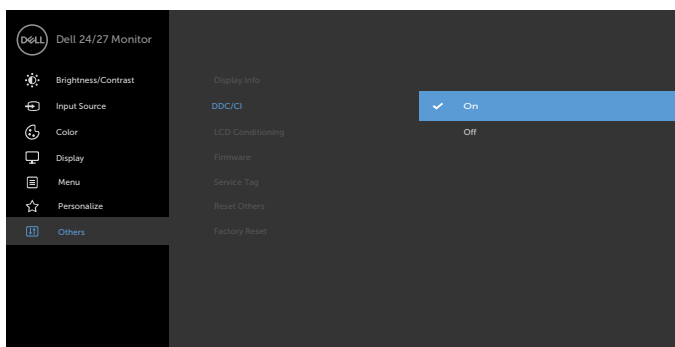 DELL Dell 24/27 Monitor
Brightness/Contrast
Display Info
Input Source
DDC/CI
On
Color
LCD Conditioning
Off
Display
Firmware
Menu
Service Tag
Personalize
Reset Others
Others
Factory Reset